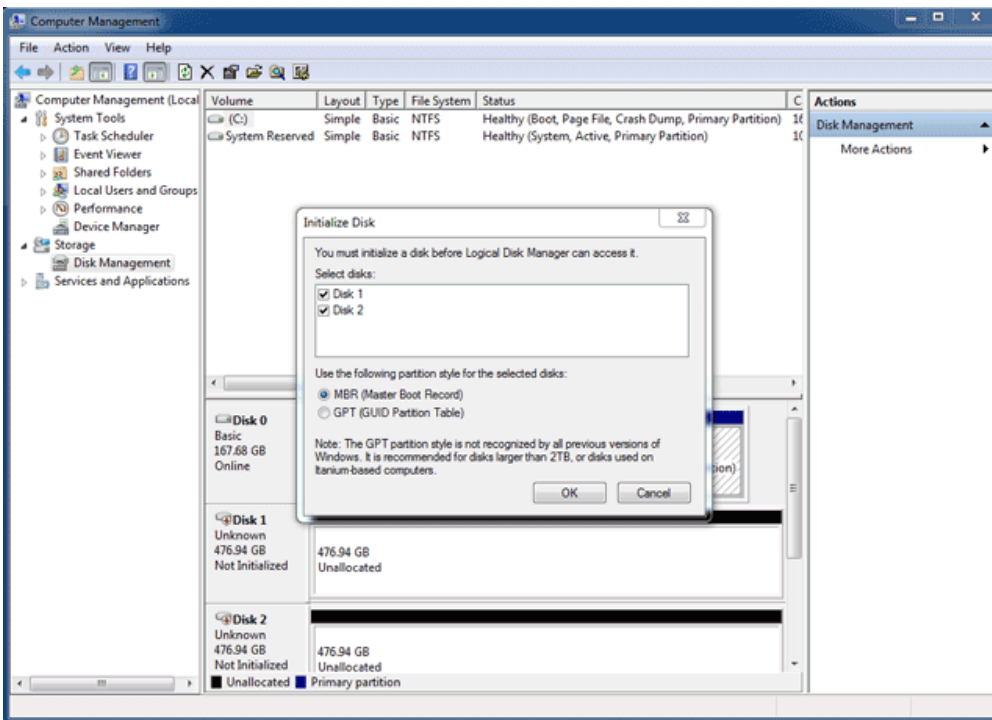 Computer Management
File Action View Help
Computer Management (Local
System Tools
Task Scheduler
Event Viewer
Shared Folders
Local Users and Groups
Performance
Device Manager
Storage
Disk Management
Services and Applications
Volume Layout Type File System Status C
(C:) Simple Basic NTFS Healthy (Boot, Page File, Crash Dump, Primary Partition) 16
System Reserved Simple Basic NTFS Healthy (System, Active, Primary Partition) 10
Actions
Disk Management
More Actions
Initialize Disk
You must initialize a disk before Logical Disk Manager can access it.
Select disks:
Disk 1
Disk 2
Use the following partition style for the selected disks:
MBR (Master Boot Record)
GPT (GUID Partition Table)
Note: The GPT partition style is not recognized by all previous versions of
Windows. It is recommended for disks larger than 2TB, or disks used on
Itanium-based computers.
OK Cancel
Disk 0
Basic
167.68 GB
Online
tion)
Disk 1
Unknown
476.94 GB
Not Initialized
476.94 GB
Unallocated
Disk 2
Unknown
476.94 GB
Not Initialized
476.94 GB
Unallocated
Unallocated Primary partition